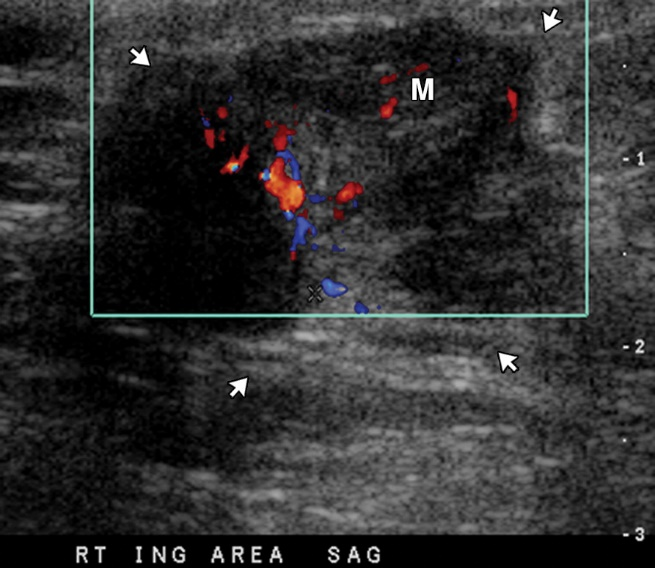 M
- 1
- 2
- 3
RT ING AREA SAG